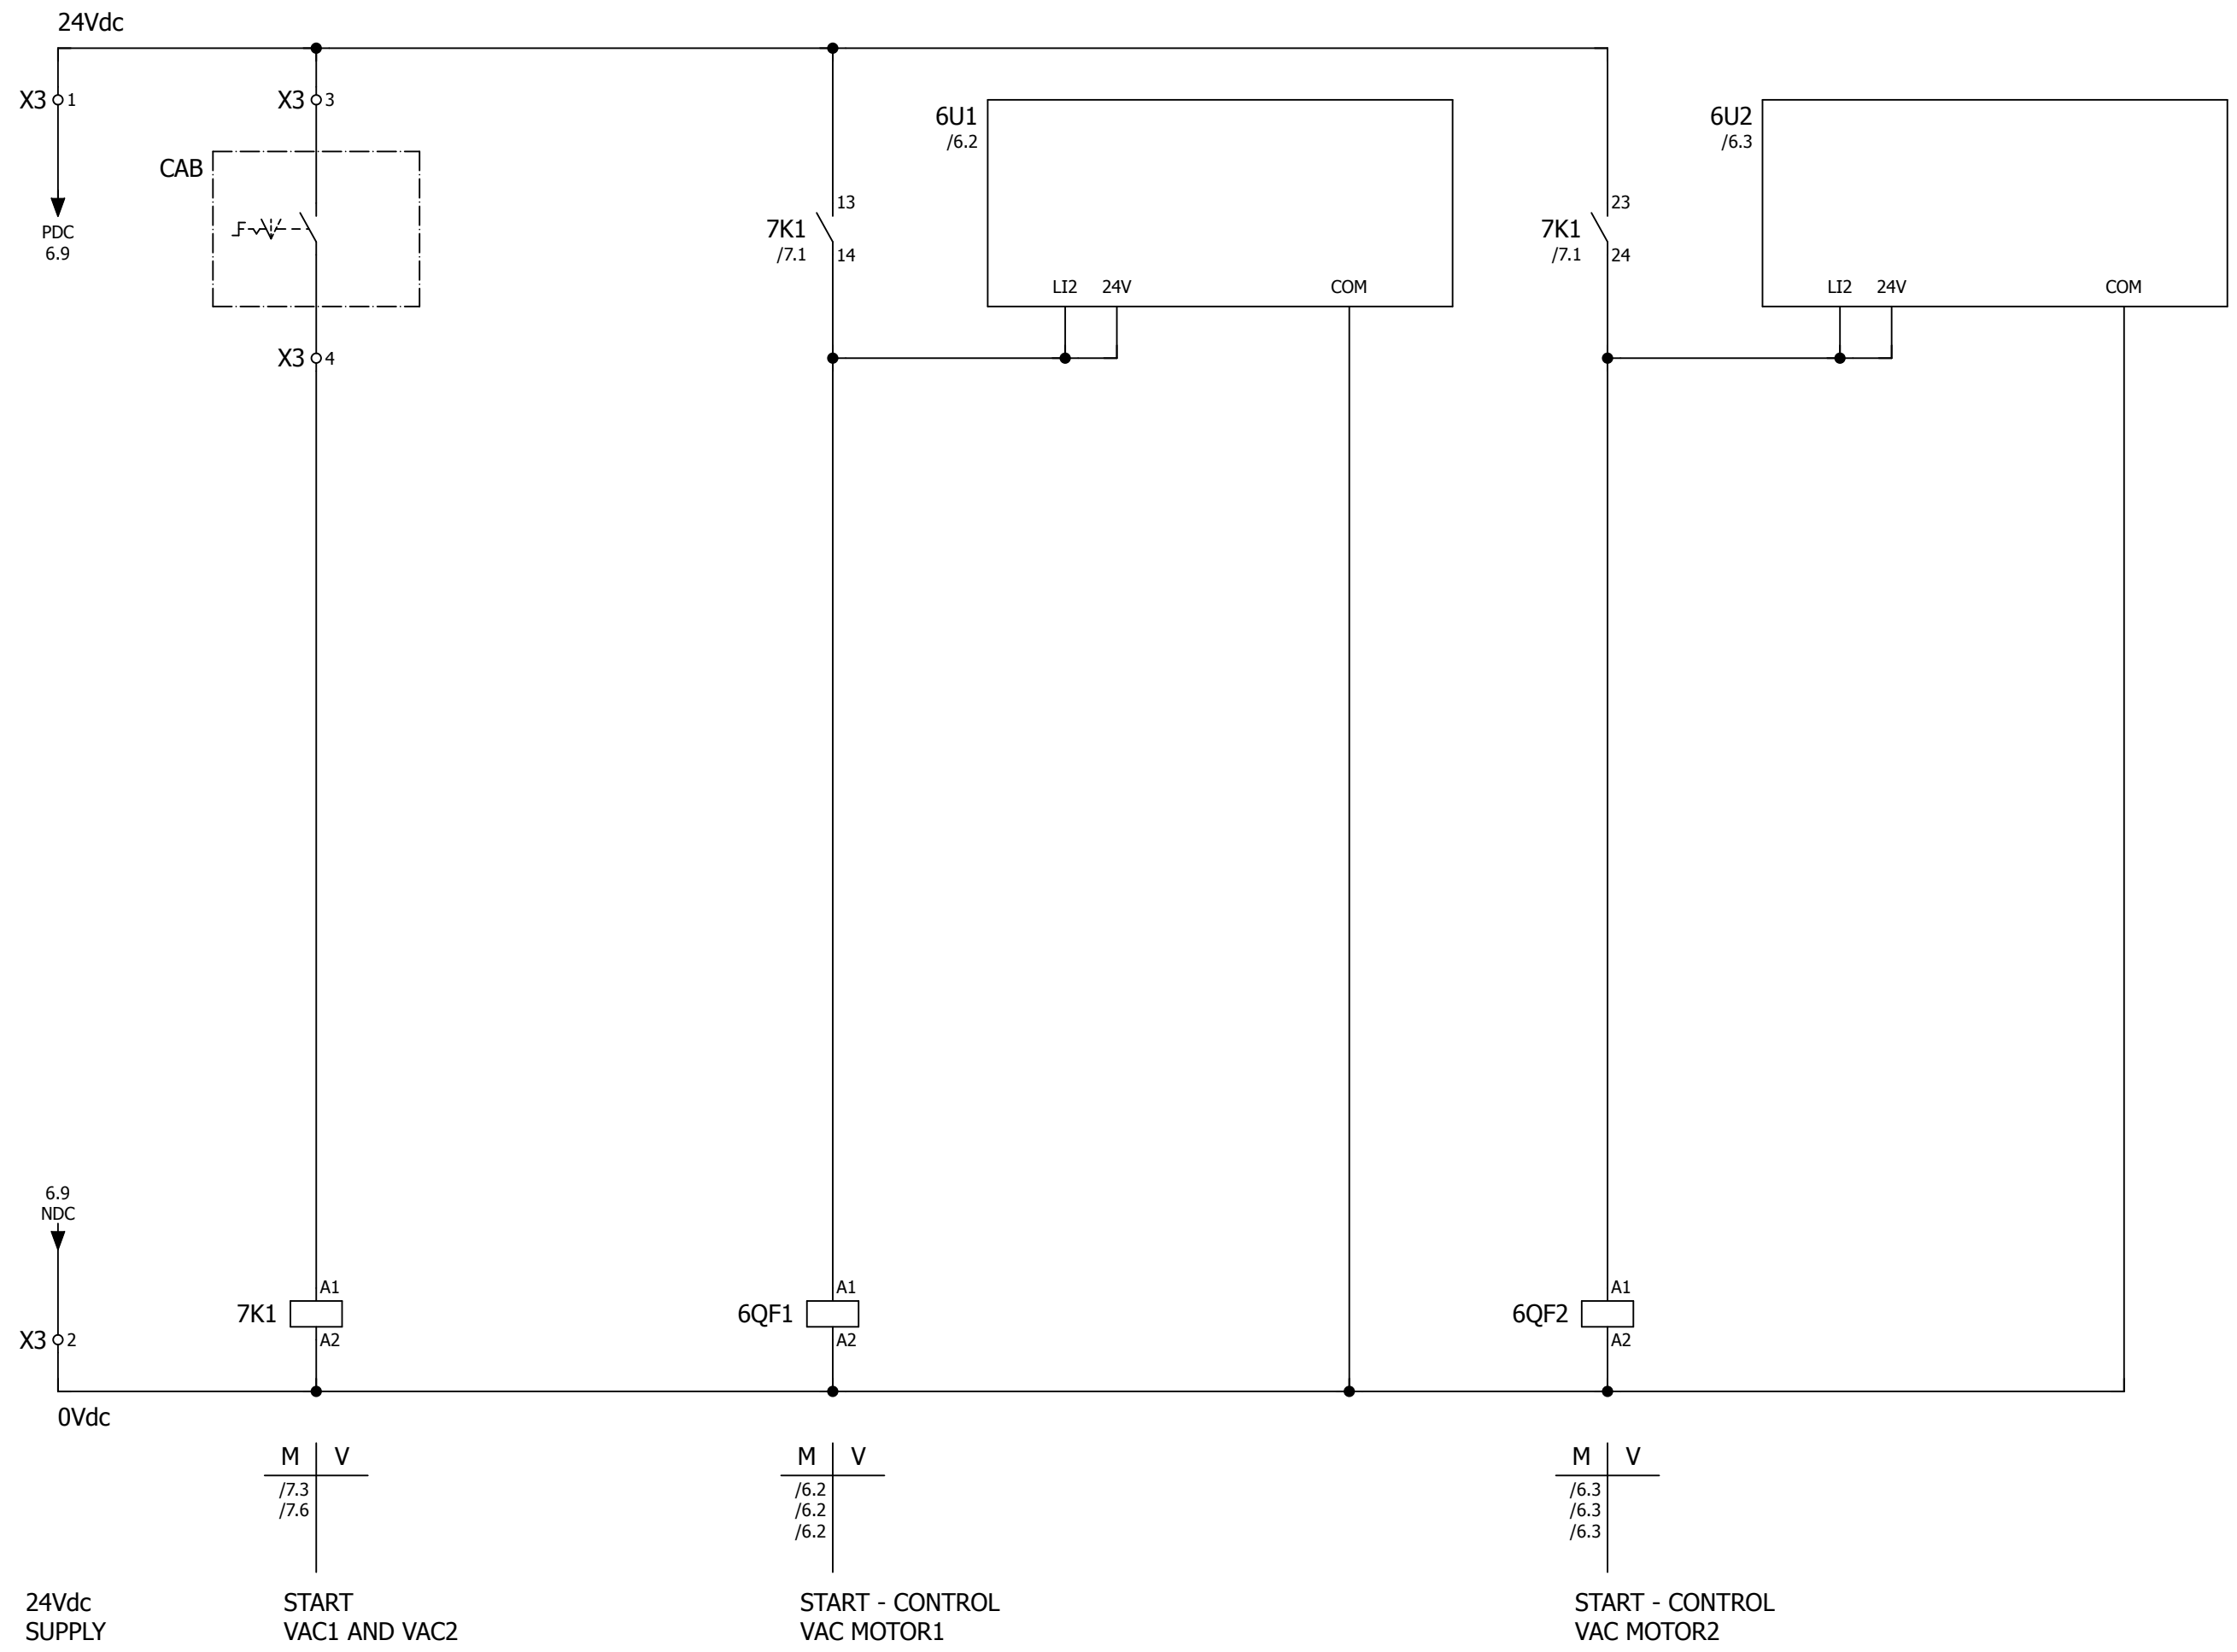 24Vdc
X3 1
X3 3
6U1
/6.2
6U2
/6.3
CAB
PDC
6.9
13
7K1
/7.1
14
23
7K1
/7.1
24
LI2 24V COM
LI2 24V COM
X3 4
6.9
NDC
A1
7K1
A2
A1
6QF1
A2
A1
6QF2
A2
X3 2
0Vdc
M V
/7.3
/7.6
M V
/6.2
/6.2
/6.2
M V
/6.3
/6.3
/6.3
24Vdc
SUPPLY
START
VAC1 AND VAC2
START - CONTROL
VAC MOTOR1
START - CONTROL
VAC MOTOR2